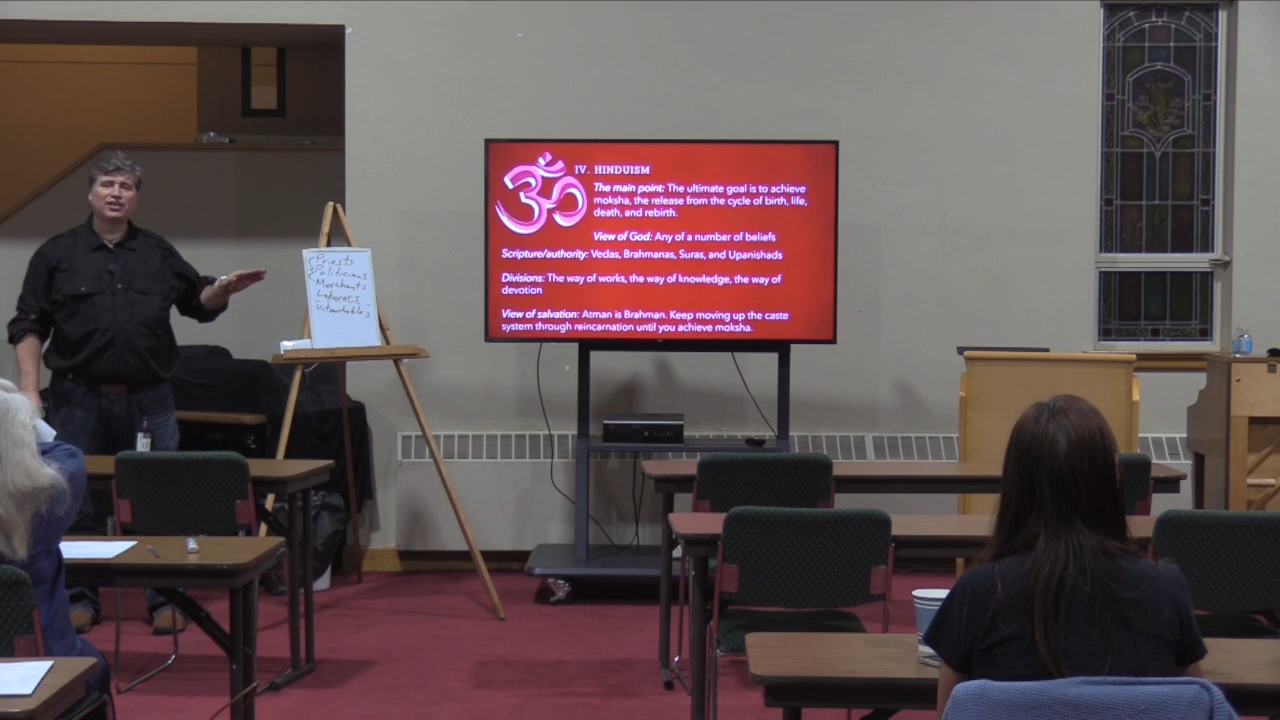 Priests
Politicians
Merchants
Laborers
Untouchables
ॐ
IV. HINDUISM
The main point: The ultimate goal is to achieve
moksha, the release from the cycle of birth, life,
death, and rebirth.
View of God: Any of a number of beliefs
Scripture/authority: Vedas, Brahmanas, Suras, and Upanishads
Divisions: The way of works, the way of knowledge, the way of
devotion
View of salvation: Atman is Brahman. Keep moving up the caste
system through reincarnation until you achieve moksha.